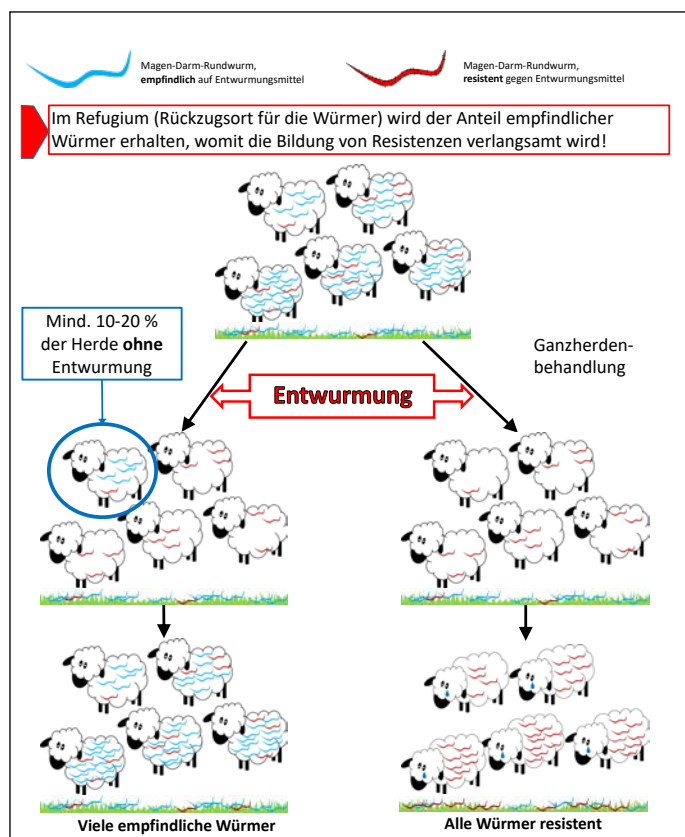 Magen-Darm-Rundwurm,
empfindlich auf Entwurmungsmittel
Magen-Darm-Rundwurm,
resistent gegen Entwurmungsmittel
Im Refugium (Rückzugsort für die Würmer) wird der Anteil empfindlicher
Würmer erhalten, womit die Bildung von Resistenzen verlangsamt wird!
Mind. 10-20 %
der Herde ohne
Entwurmung
Ganzherden-
behandlung
Entwurmung
Viele empfindliche Würmer
Alle Würmer resistent